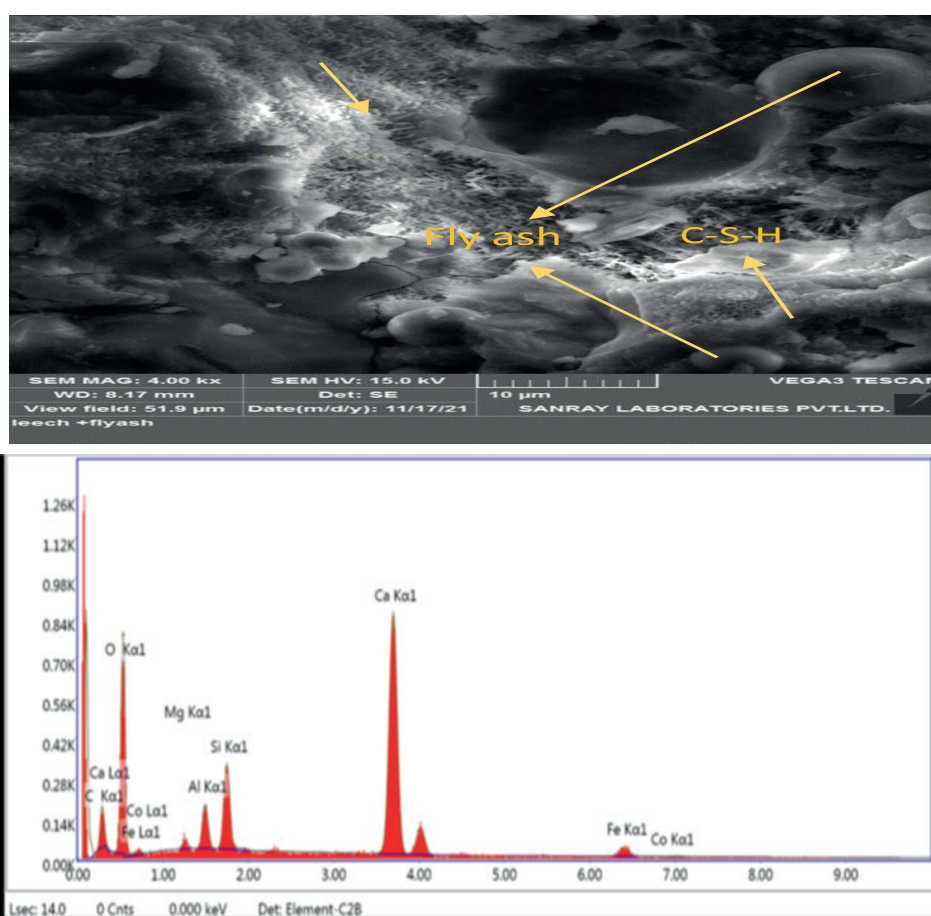 Fly ash
C-S-H
SEM MAG: 4.00 kx
SEM HV: 15.0 kV
VEGA3 TESCAN
WD: 8.17 mm
Det: SE
10 µm
View field: 51.9 µm
Date(m/d/y): 11/17/21
SANRAY LABORATORIES PVT.LTD.
leech +flyash
1.26K
1.12K
0.98K
0.84K
0.70K
0.56K
0.42K
0.28K
0.14K
0.00K
Ca Kα1
O Kα1
Mg Kα1
Si Kα1
Ca Lα1
Al Kα1
C Kα1
Co Lα1
Fe Lα1
Fe Kα1
Co Kα1
0.00 1.00 2.00 3.00 4.00 5.00 6.00 7.00 8.00 9.00
Lsec: 14.0 0 Cnts 0.000 keV Det: Element-C2B